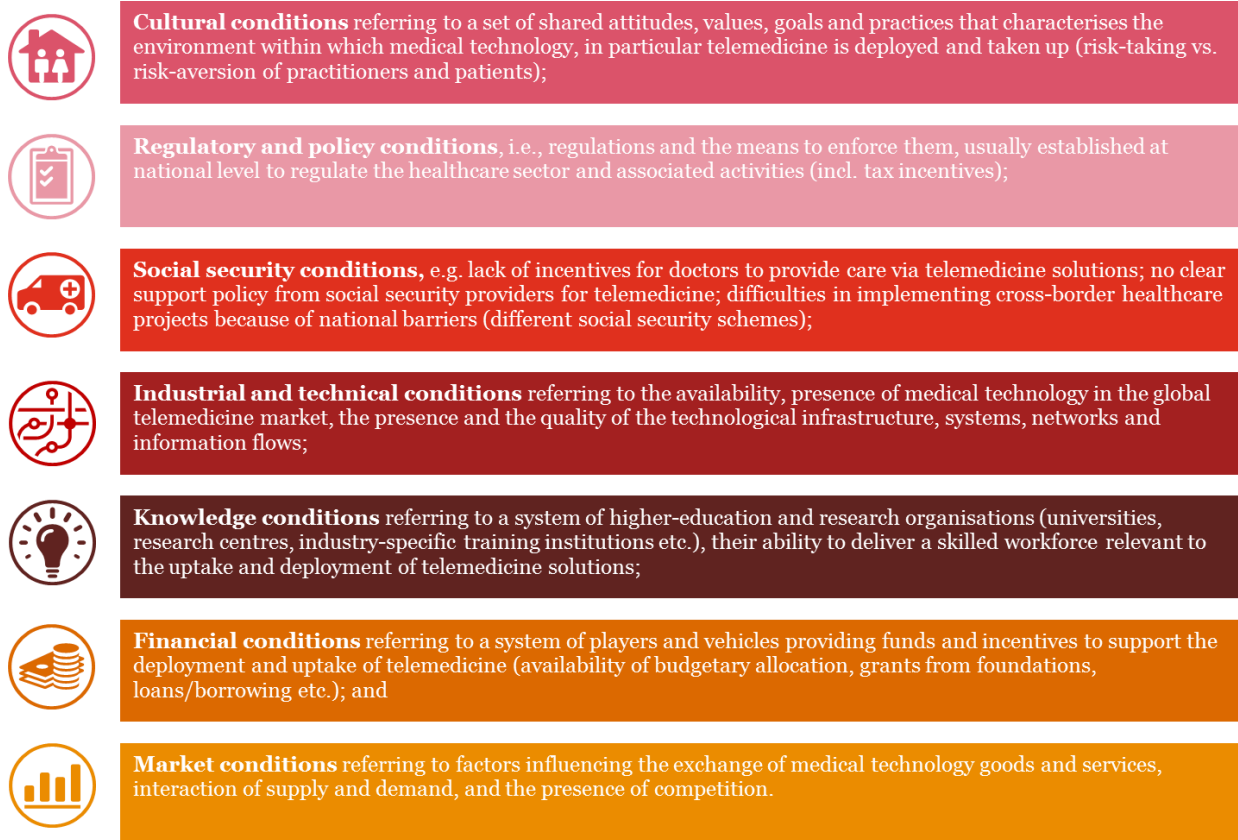 Cultural conditions referring to a set of shared attitudes, values, goals and practices that characterises the
environment within which medical technology, in particular telemedicine is deployed and taken up (risk-taking vs.
risk-aversion of practitioners and patients);
Regulatory and policy conditions, i.e., regulations and the means to enforce them, usually established at
national level to regulate the healthcare sector and associated activities (incl. tax incentives);
Social security conditions, e.g. lack of incentives for doctors to provide care via telemedicine solutions; no clear
support policy from social security providers for telemedicine; difficulties in implementing cross-border healthcare
projects because of national barriers (different social security schemes);
Industrial and technical conditions referring to the availability, presence of medical technology in the global
telemedicine market, the presence and the quality of the technological infrastructure, systems, networks and
information flows;
Knowledge conditions referring to a system of higher-education and research organisations (universities,
research centres, industry-specific training institutions etc.), their ability to deliver a skilled workforce relevant to
the uptake and deployment of telemedicine solutions;
Financial conditions referring to a system of players and vehicles providing funds and incentives to support the
deployment and uptake of telemedicine (availability of budgetary allocation, grants from foundations,
loans/borrowing etc.); and
Market conditions referring to factors influencing the exchange of medical technology goods and services,
interaction of supply and demand, and the presence of competition.